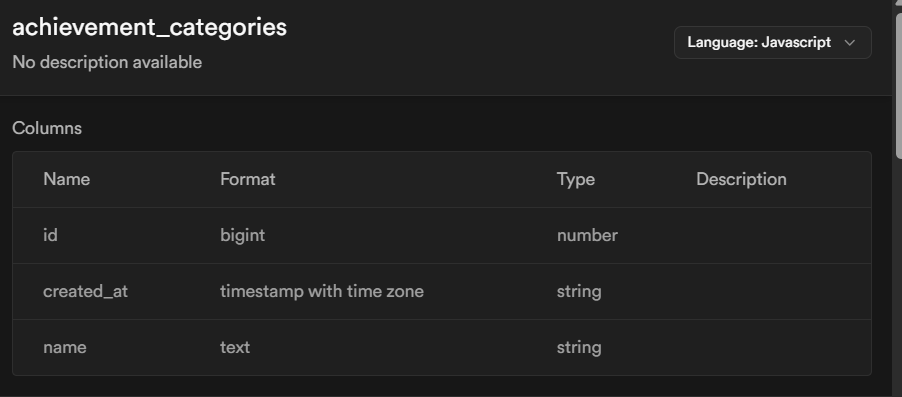 achievement_categories
Language: Javascript
No description available
Columns
Name Format Type Description
id bigint number
created_at timestamp with time zone string
name text string